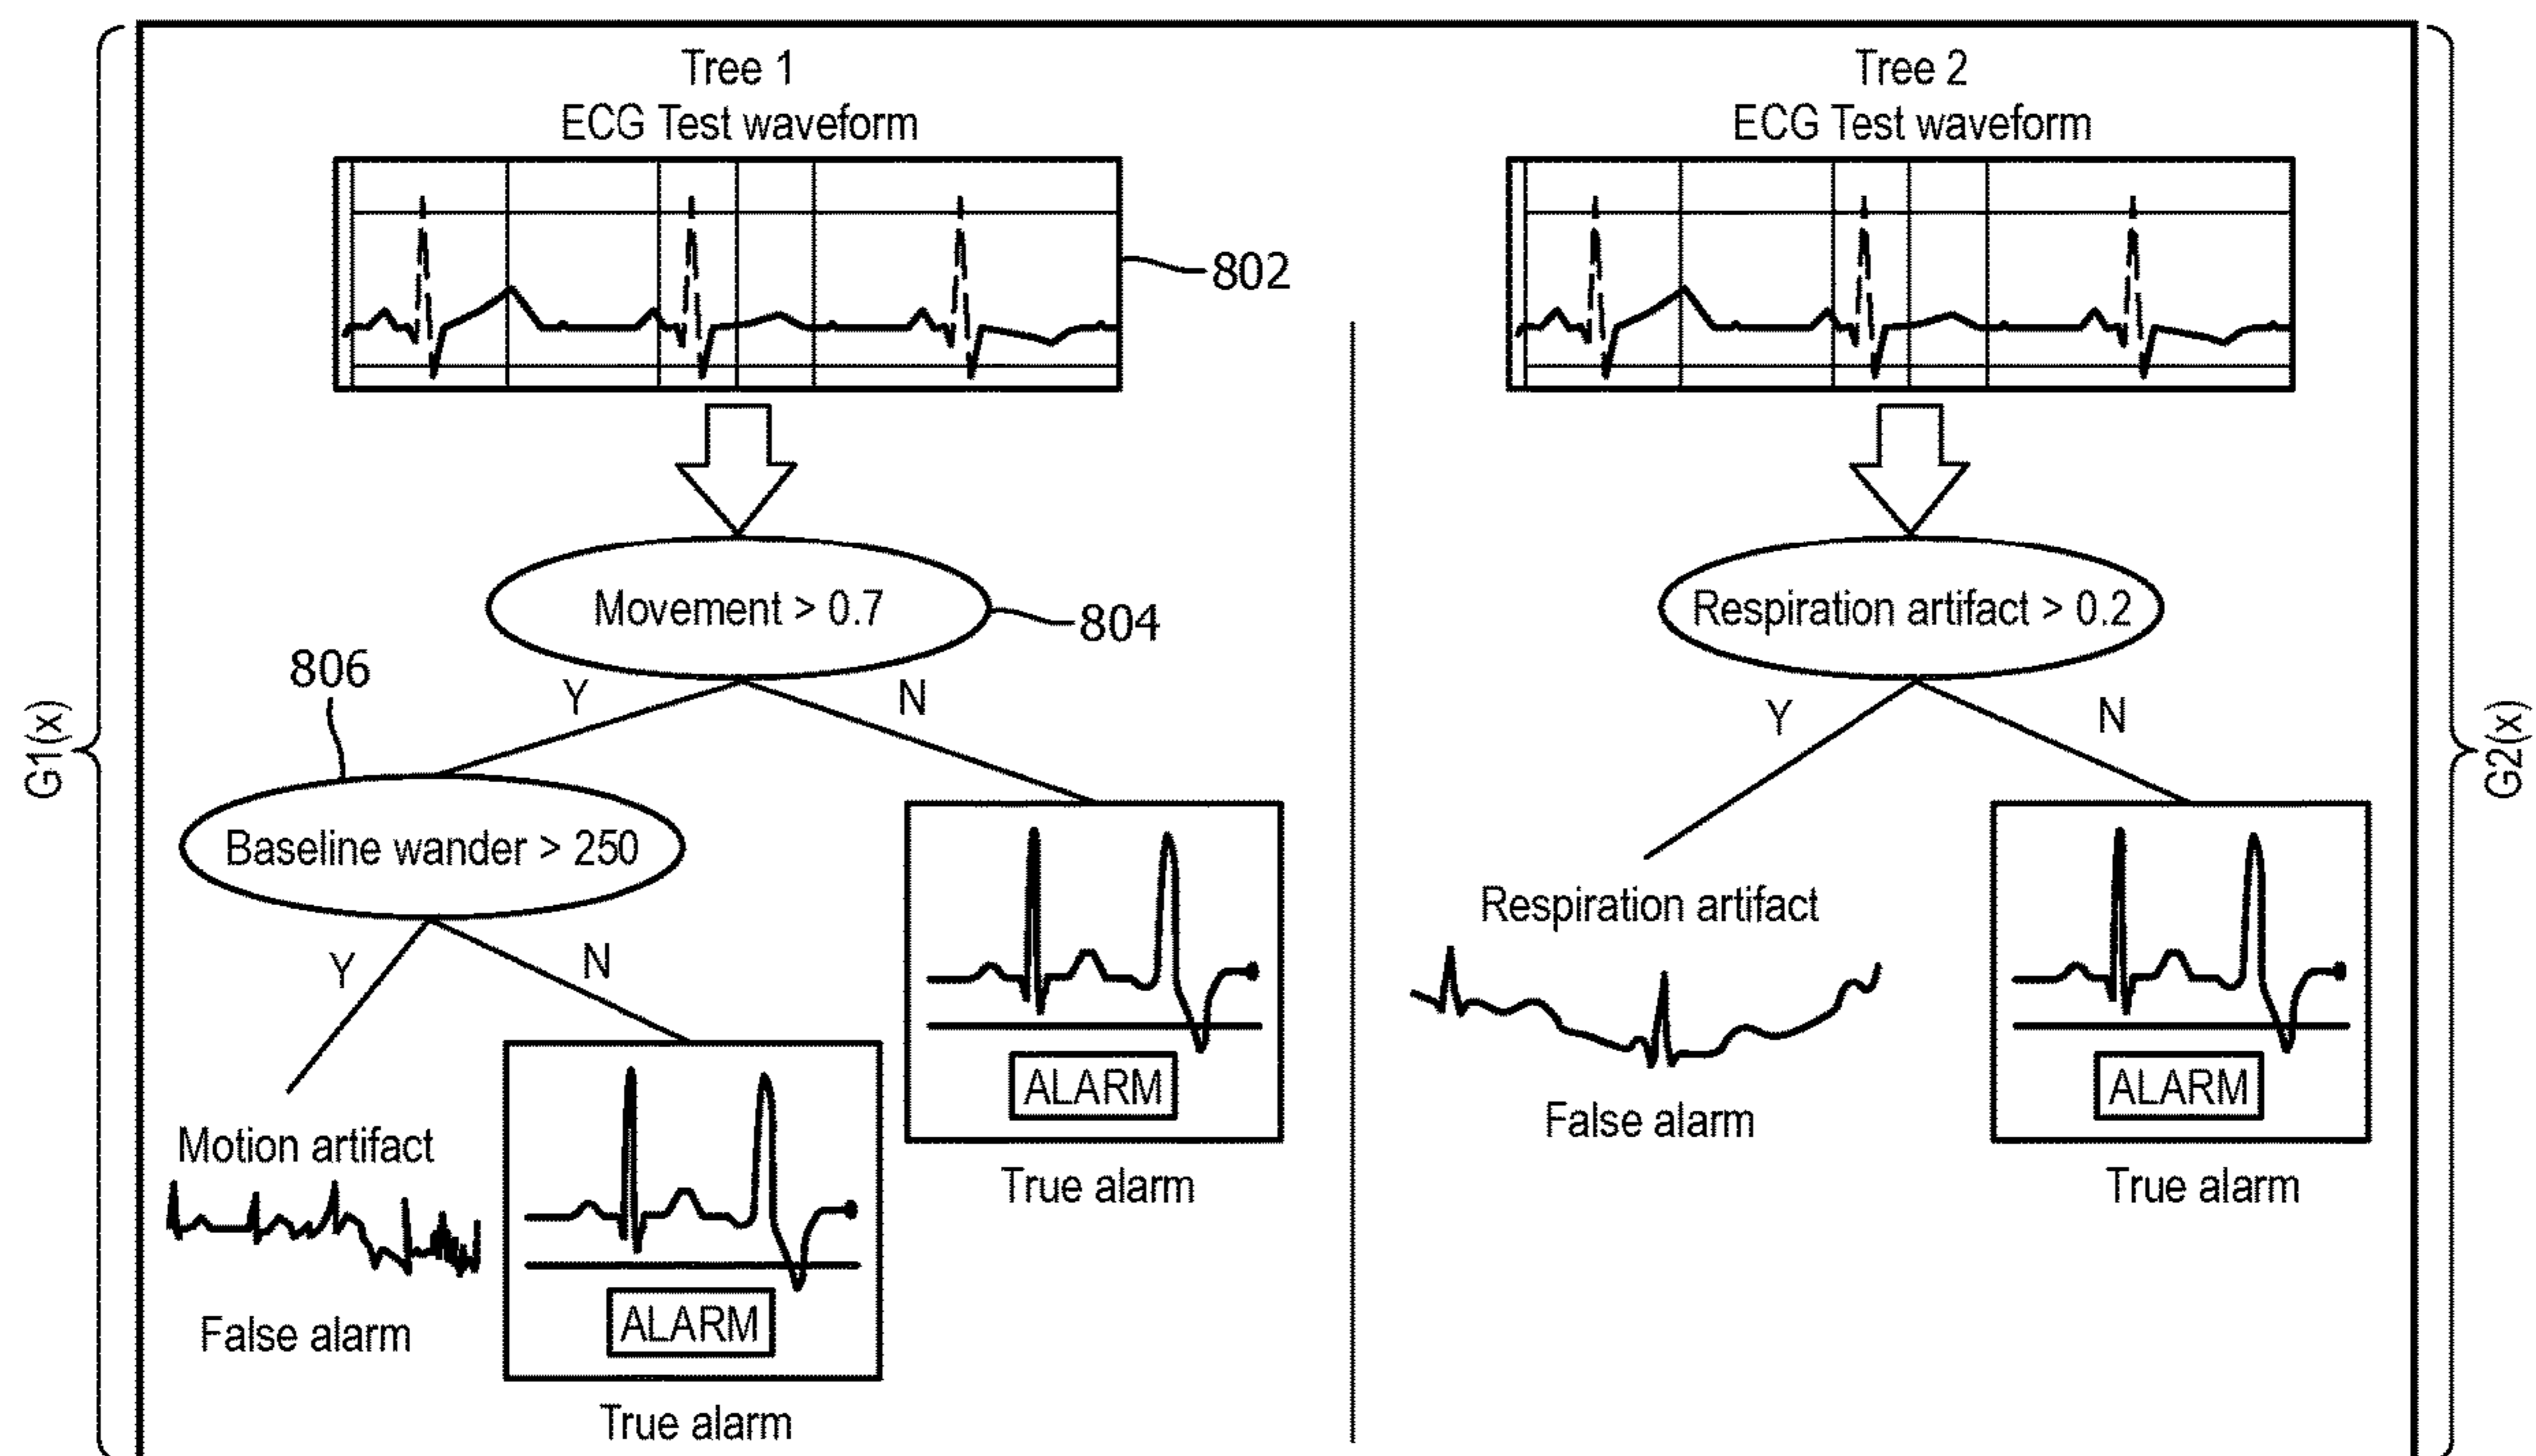 Tree 1
ECG Test waveform
802
Movement > 0.7
804
Y
N
806
Baseline wander > 250
Y
N
ALARM
True alarm
Motion artifact
False alarm
ALARM
True alarm
G1(x)
Tree 2
ECG Test waveform
Respiration artifact > 0.2
Y
N
Respiration artifact
False alarm
ALARM
True alarm
G2(x)